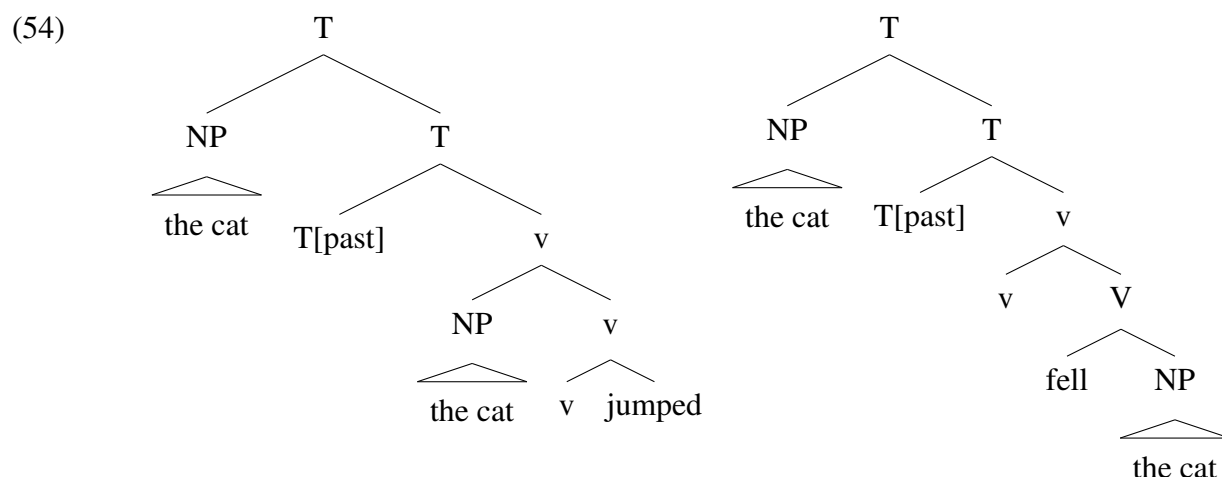 (54) T T
NP T NP T
the cat T[past] v the cat T[past] v
NP v v V
the cat v jumped fell NP
the cat